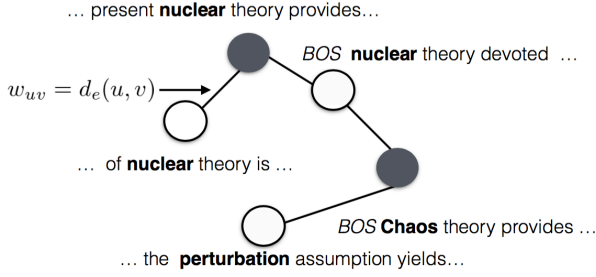 … present nuclear theory provides…
BOS nuclear theory devoted …
w_{uv} = d_e(u, v)
… of nuclear theory is …
BOS Chaos theory provides …
… the perturbation assumption yields…